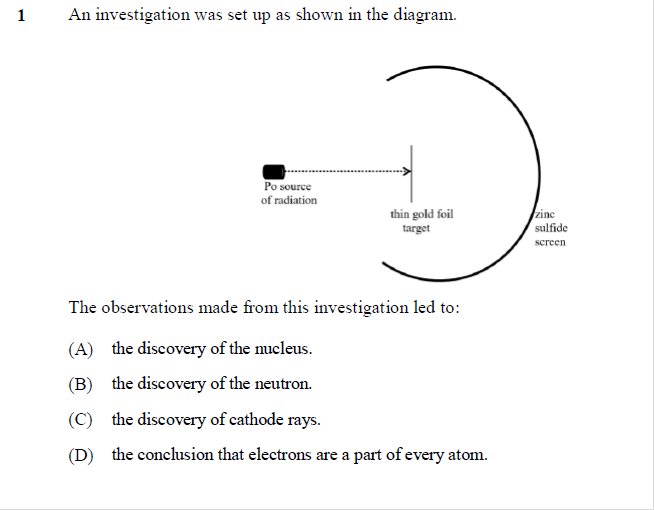 1 An investigation was set up as shown in the diagram.
Po source
of radiation
thin gold foil
target
zinc
sulfide
screen
The observations made from this investigation led to:
(A) the discovery of the nucleus.
(B) the discovery of the neutron.
(C) the discovery of cathode rays.
(D) the conclusion that electrons are a part of every atom.